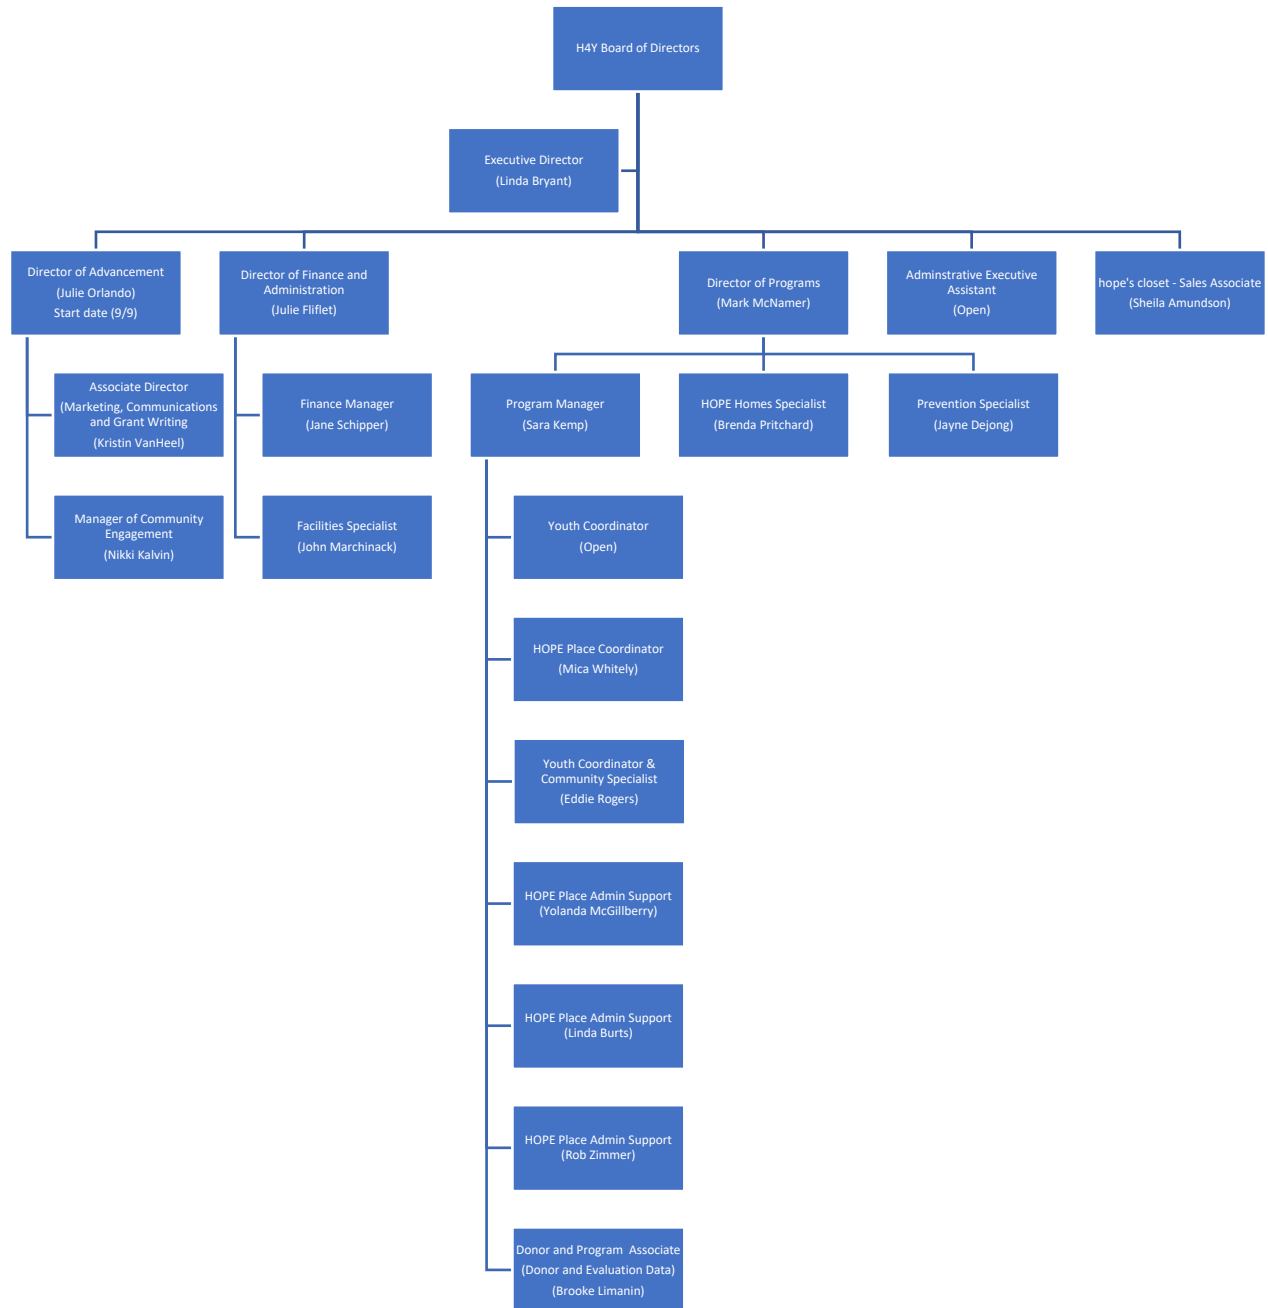 H4Y Board of Directors
Executive Director
(Linda Bryant)
Director of Advancement
(Julie Orlando)
Start date (9/9)
Director of Finance and
Administration
(Julie Fliflet)
Director of Programs
(Mark McNamer)
Adminstrative Executive
Assistant
(Open)
hope's closet - Sales Associate
(Sheila Amundson)
Associate Director
(Marketing, Communications
and Grant Writing
(Kristin VanHeel)
Finance Manager
(Jane Schipper)
Program Manager
(Sara Kemp)
HOPE Homes Specialist
(Brenda Pritchard)
Prevention Specialist
(Jayne Dejong)
Manager of Community
Engagement
(Nikki Kalvin)
Facilities Specialist
(John Marchinack)
Youth Coordinator
(Open)
HOPE Place Coordinator
(Mica Whitely)
Youth Coordinator &
Community Specialist
(Eddie Rogers)
HOPE Place Admin Support
(Yolanda McGillberry)
HOPE Place Admin Support
(Linda Burts)
HOPE Place Admin Support
(Rob Zimmer)
Donor and Program  Associate
(Donor and Evaluation Data)
(Brooke Limanin)